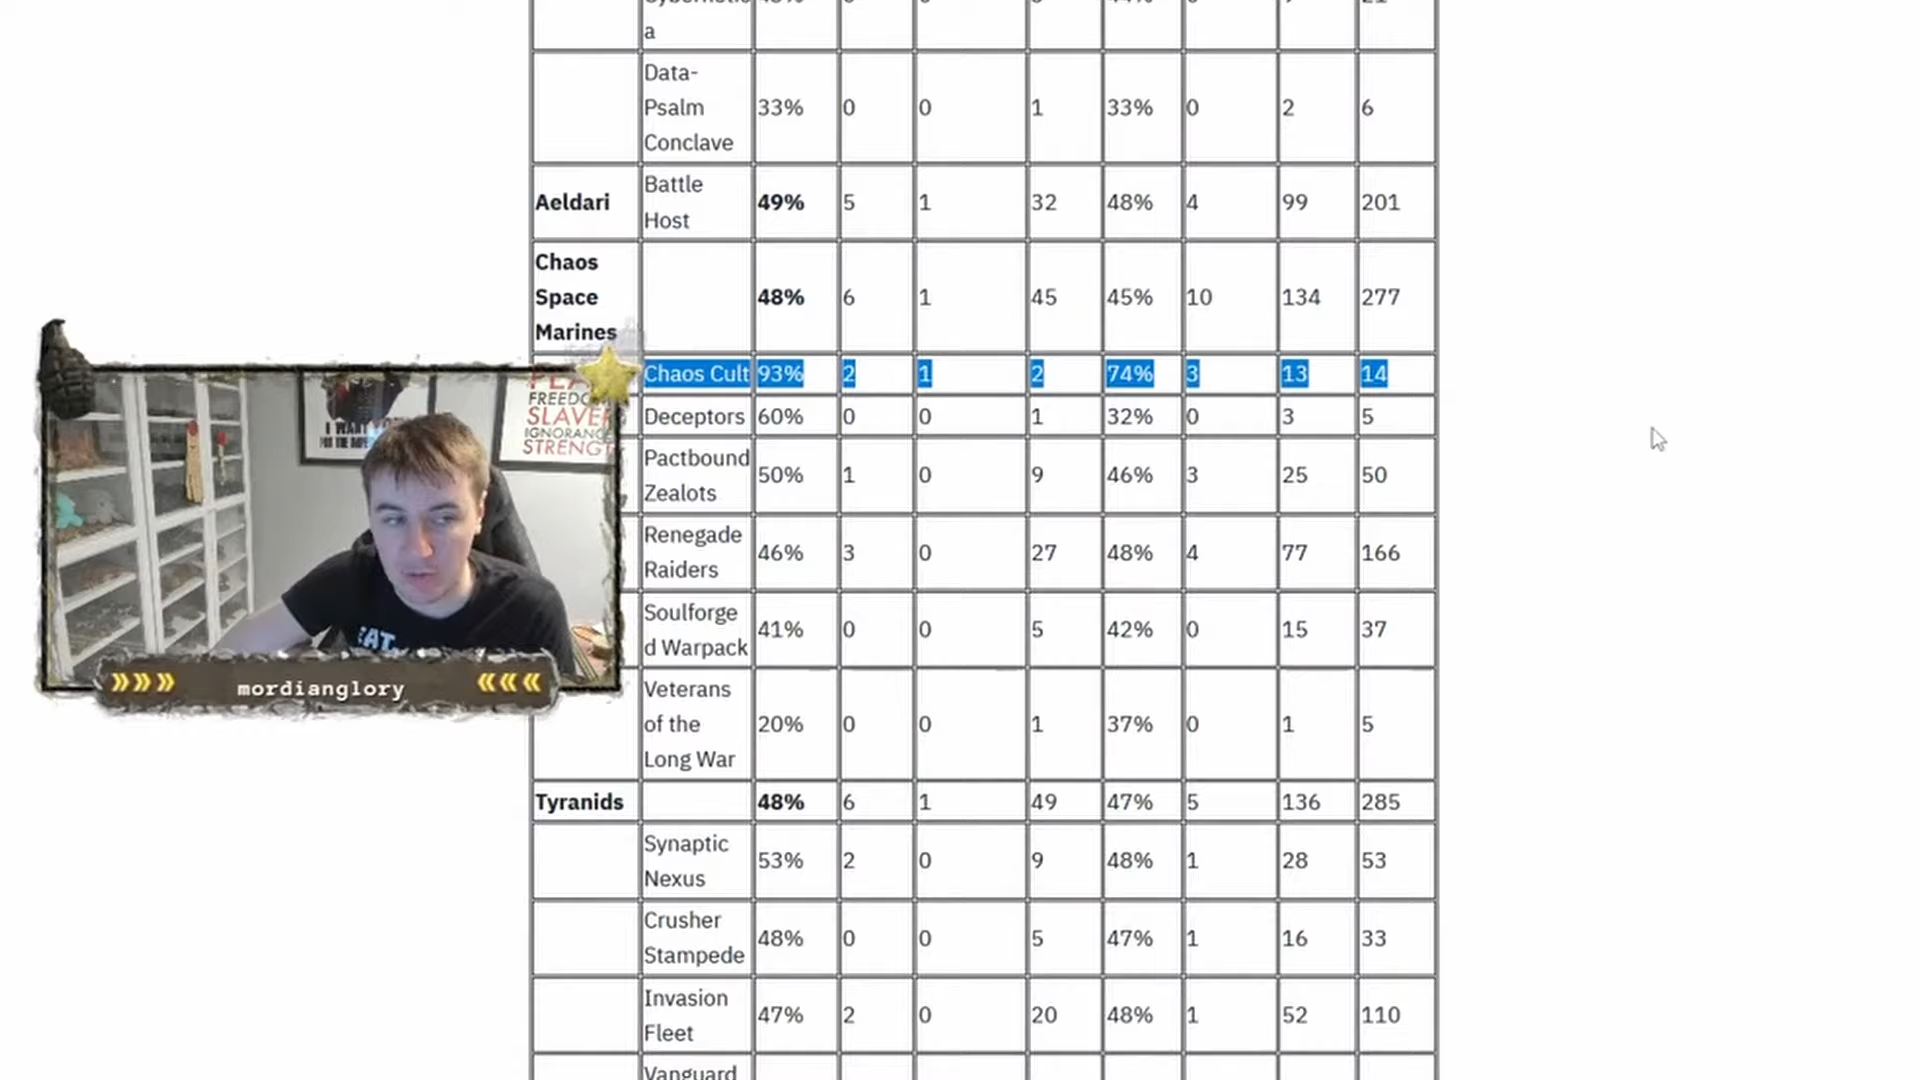 a
Data-
Psalm
Conclave
33% 0 0 1 33% 0 2 6
Aeldari
Battle
Host
49% 5 1 32 48% 4 99 201
Chaos
Space
Marines
48% 6 1 45 45% 10 134 277
Chaos Cult 93% 2 1 2 74% 3 13 14
Deceptors 60% 0 0 1 32% 0 3 5
Pactbound
Zealots
50% 1 0 9 46% 3 25 50
Renegade
Raiders
46% 3 0 27 48% 4 77 166
Soulforge
d Warpack
41% 0 0 5 42% 0 15 37
Veterans
of the
Long War
20% 0 0 1 37% 0 1 5
Tyranids 48% 6 1 49 47% 5 136 285
Synaptic
Nexus
53% 2 0 9 48% 1 28 53
Crusher
Stampede
48% 0 0 5 47% 1 16 33
Invasion
Fleet
47% 2 0 20 48% 1 52 110
Vanguard
I WANT
FREEDO
SLAVE
IGNORANC
STRENGT
EAT
mordianglory